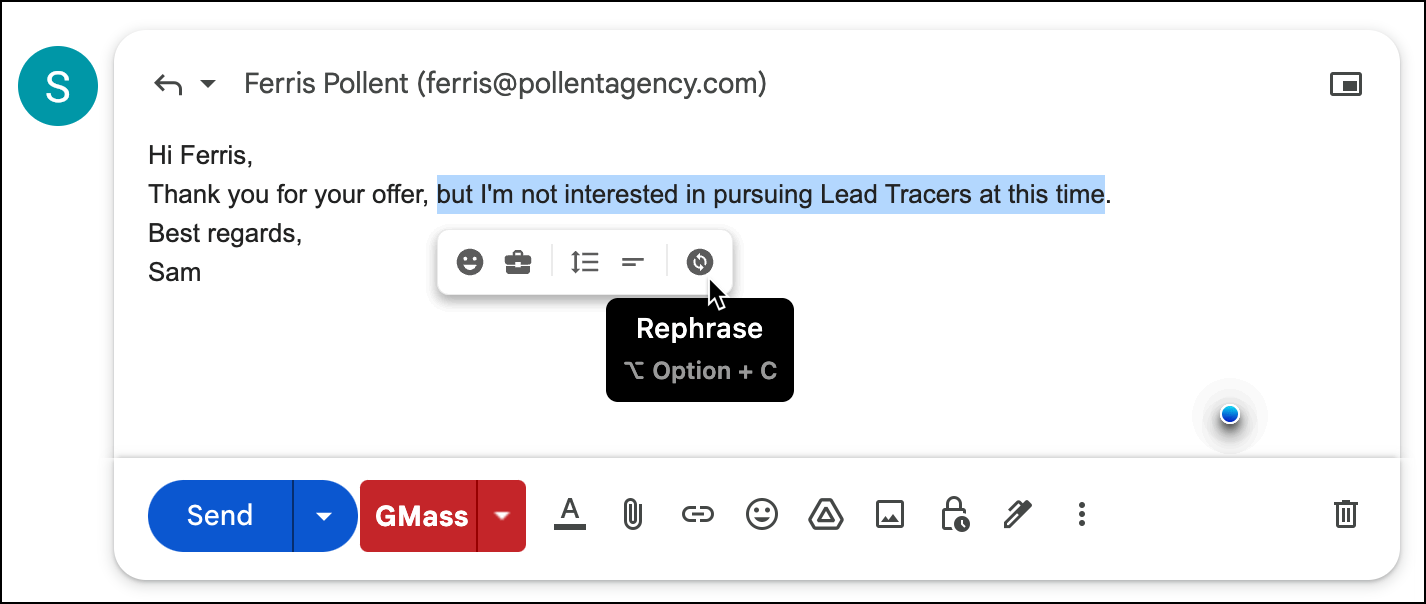 S
Ferris Pollent (ferris@pollentagency.com)
Hi Ferris,
Thank you for your offer, but I'm not interested in pursuing Lead Tracers at this time.
Best regards,
Sam
Rephrase
⌥ Option + C
Send
GMass
A